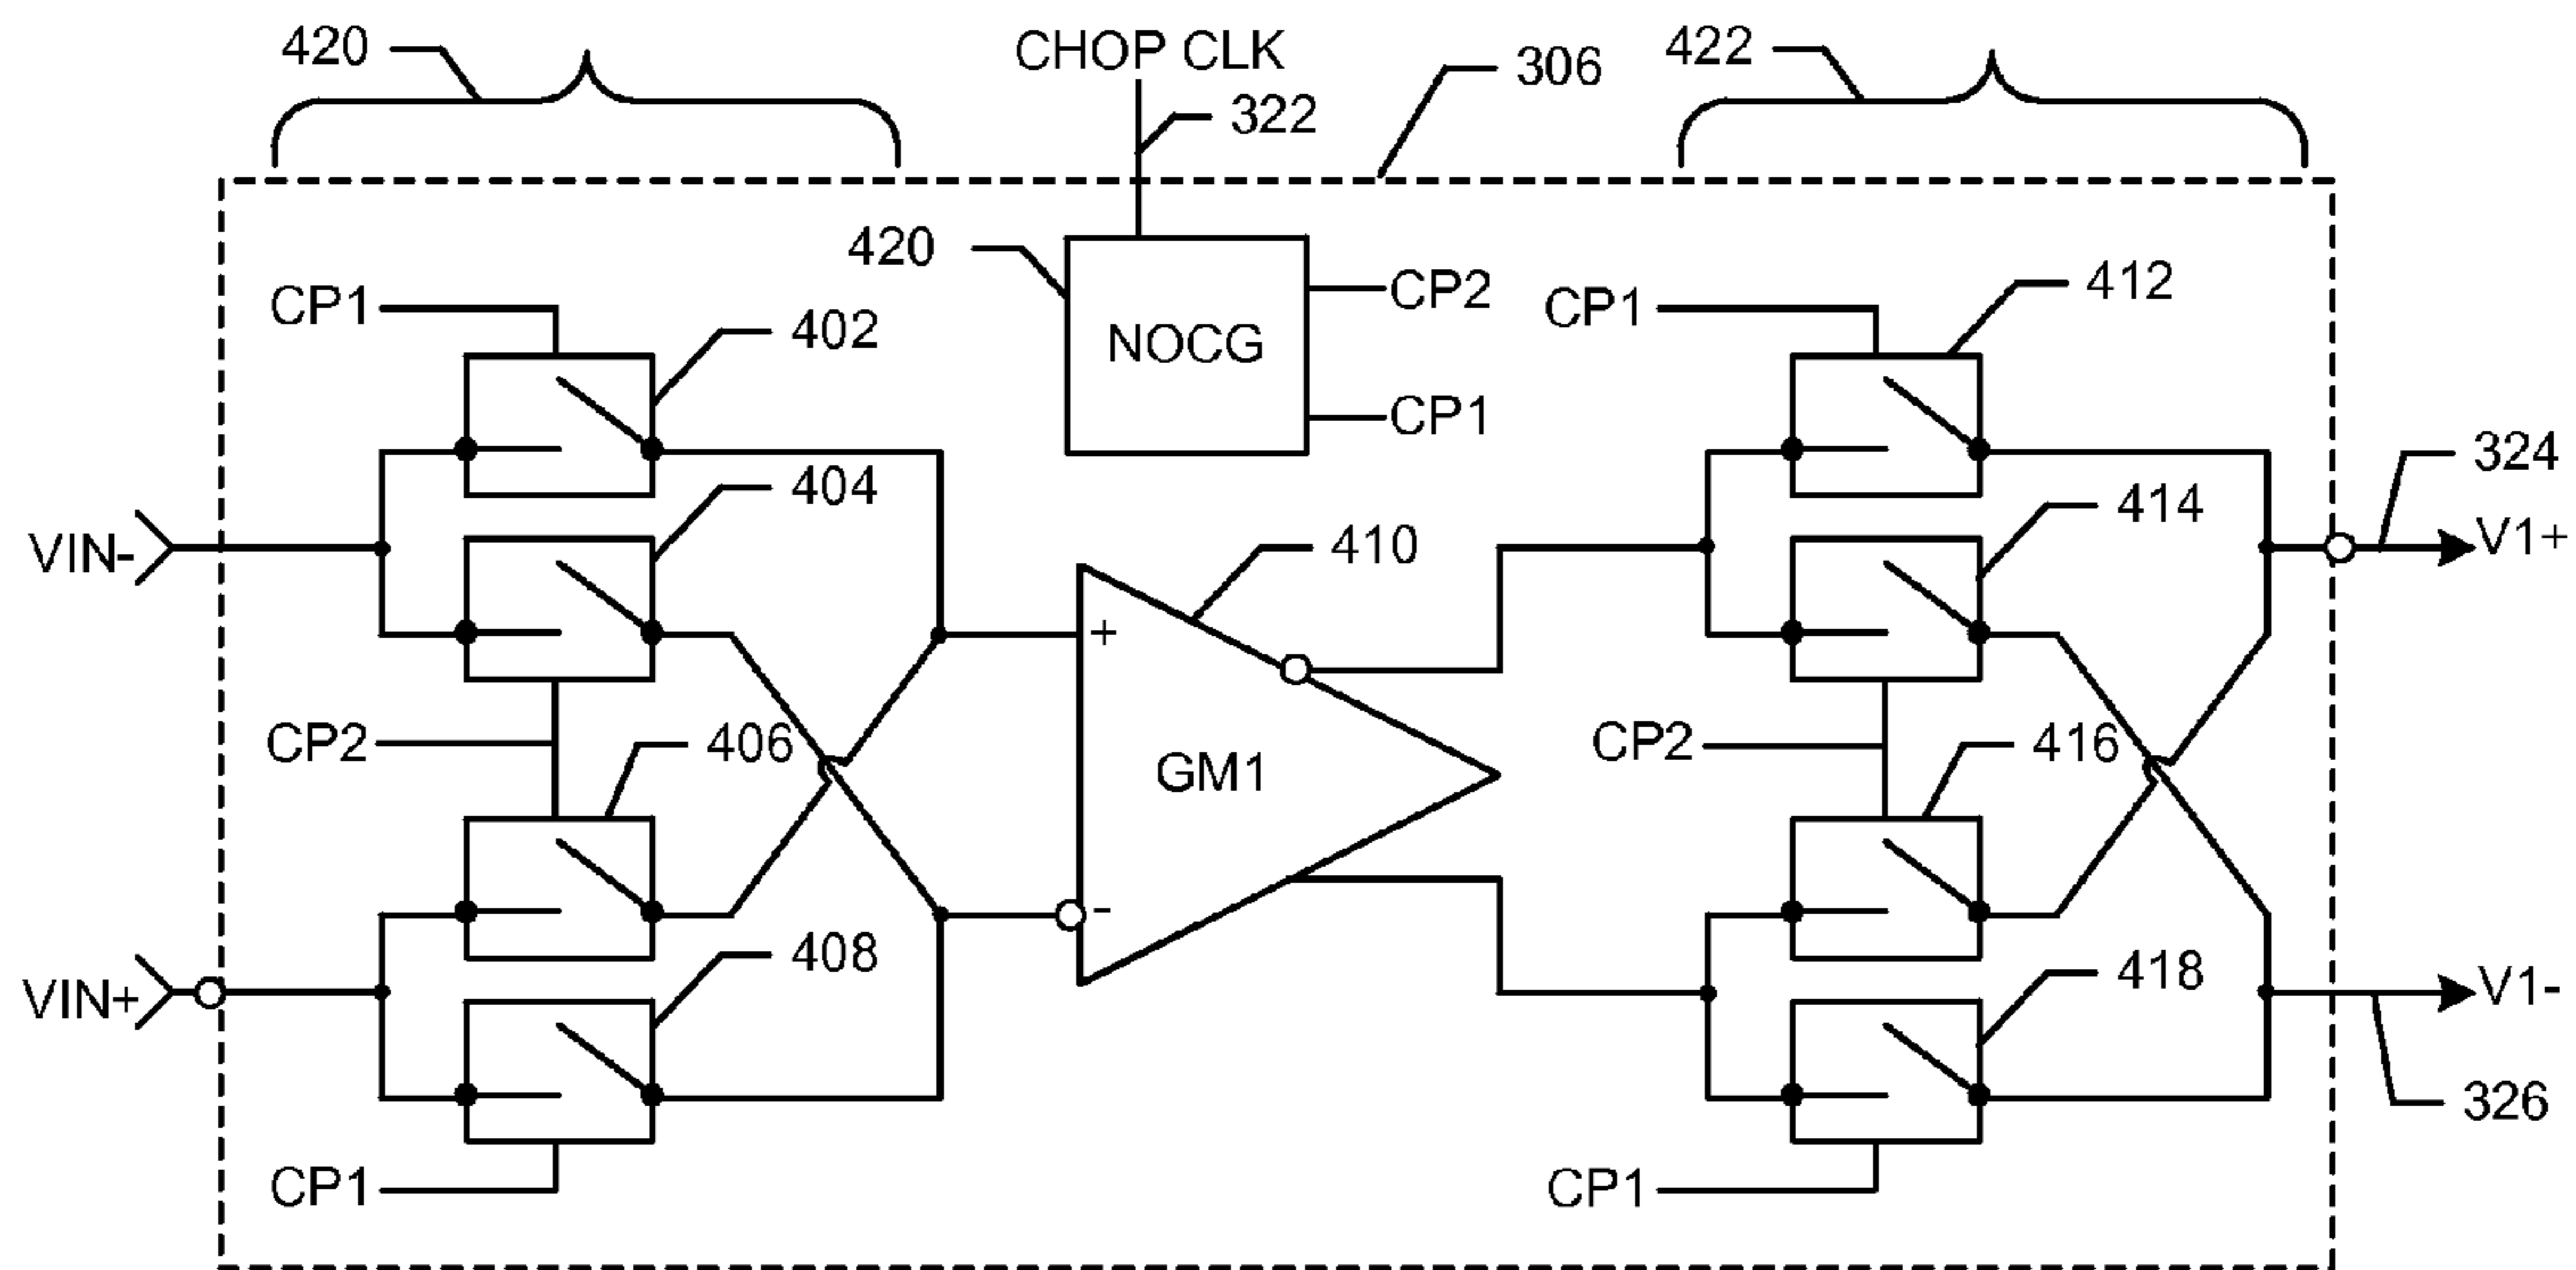 420
CHOP CLK
306
422
322
420
CP2
NOCG
CP1
CP1
402
404
CP1
412
414
324
VIN-
V1+
410
+
CP2
406
GM1
CP2
416
-
VIN+
408
418
V1-
326
CP1
CP1